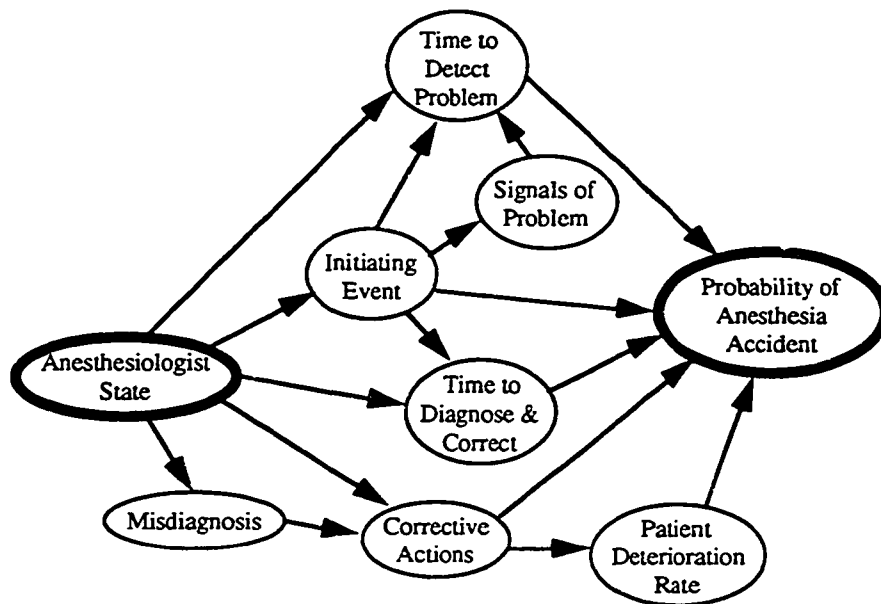 Time to
Detect
Problem
Signals of
Problem
Initiating
Event
Probability of
Anesthesia
Accident
Anesthesiologist
State
Time to
Diagnose &
Correct
Misdiagnosis
Corrective
Actions
Patient
Deterioration
Rate